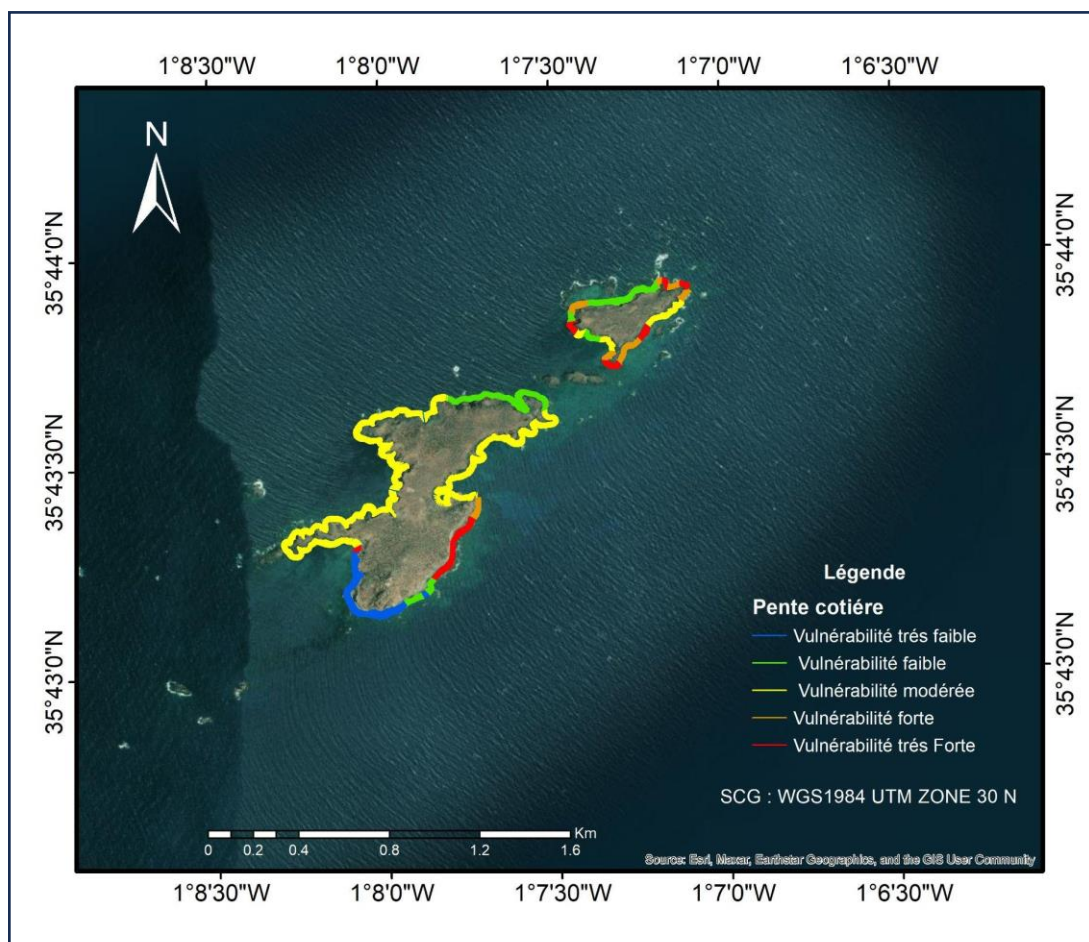 1°8'30"W 1°8'0"W 1°7'30"W 1°7'0"W 1°6'30"W
N
35°44'0"N
35°44'0"N
35°43'30"N
35°43'30"N
35°43'0"N
35°43'0"N
Légende
Pente cotiére
Vulnérabilité trés faible
Vulnérabilité faible
Vulnérabilité modérée
Vulnérabilité forte
Vulnérabilité trés Forte
SCG : WGS1984 UTM ZONE 30 N
Km
0 0.2 0.4 0.8 1.2 1.6
Source: Esri, Maxar, Earthstar Geographics, and the GIS User Community
1°8'30"W 1°8'0"W 1°7'30"W 1°7'0"W 1°6'30"W